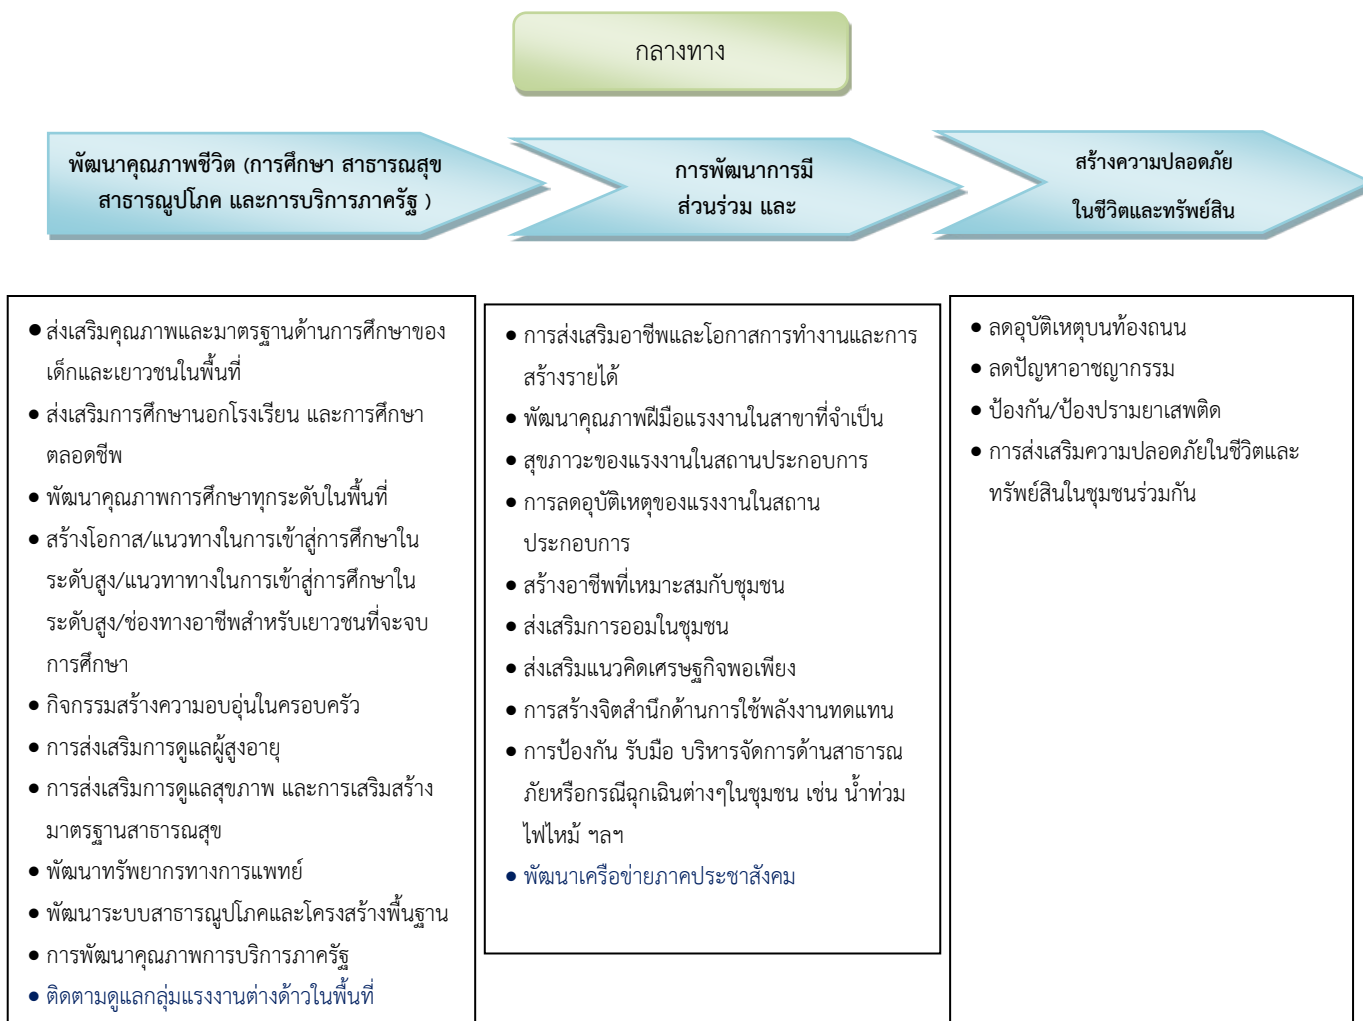 กลางทาง
พัฒนาคุณภาพชีวิต (การศึกษา สาธารณสุข
สาธารณูปโภค และการบริการภาครัฐ )
การพัฒนาการมี
ส่วนร่วม และ
สร้างความปลอดภัย
ในชีวิตและทรัพย์สิน
● ส่งเสริมคุณภาพและมาตรฐานด้านการศึกษาของ
เด็กและเยาวชนในพื้นที่
● ส่งเสริมการศึกษานอกโรงเรียน และการศึกษา
ตลอดชีพ
● พัฒนาคุณภาพการศึกษาทุกระดับในพื้นที่
● สร้างโอกาส/แนวทางในการเข้าสู่การศึกษาใน
ระดับสูง/แนวทาทางในการเข้าสู่การศึกษาใน
ระดับสูง/ช่องทางอาชีพสำหรับเยาวชนที่จะจบ
การศึกษา
● กิจกรรมสร้างความอบอุ่นในครอบครัว
● การส่งเสริมการดูแลผู้สูงอายุ
● การส่งเสริมการดูแลสุขภาพ และการเสริมสร้าง
มาตรฐานสาธารณสุข
● พัฒนาทรัพยากรทางการแพทย์
● พัฒนาระบบสาธารณูปโภคและโครงสร้างพื้นฐาน
● การพัฒนาคุณภาพการบริการภาครัฐ
● ติดตามดูแลกลุ่มแรงงานต่างด้าวในพื้นที่
● การส่งเสริมอาชีพและโอกาสการทำงานและการ
สร้างรายได้
● พัฒนาคุณภาพฝีมือแรงงานในสาขาที่จำเป็น
● สุขภาวะของแรงงานในสถานประกอบการ
● การลดอุบัติเหตุของแรงงานในสถาน
ประกอบการ
● สร้างอาชีพที่เหมาะสมกับชุมชน
● ส่งเสริมการออมในชุมชน
● ส่งเสริมแนวคิดเศรษฐกิจพอเพียง
● การสร้างจิตสำนึกด้านการใช้พลังงานทดแทน
● การป้องกัน รับมือ บริหารจัดการด้านสาธารณ
ภัยหรือกรณีฉุกเฉินต่างๆในชุมชน เช่น น้ำท่วม
ไฟไหม้ ฯลฯ
● พัฒนาเครือข่ายภาคประชาสังคม
● ลดอุบัติเหตุบนท้องถนน
● ลดปัญหาอาชญากรรม
● ป้องกัน/ป้องปรามยาเสพติด
● การส่งเสริมความปลอดภัยในชีวิตและ
ทรัพย์สินในชุมชนร่วมกัน